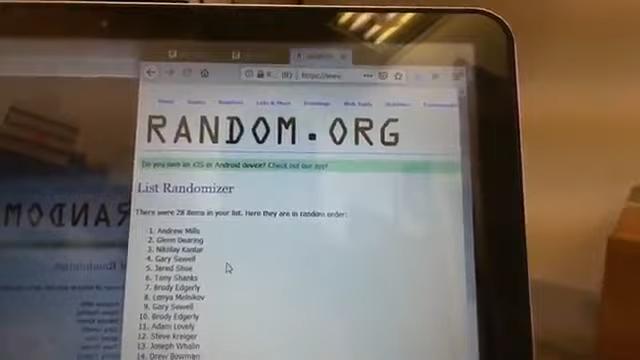 https://www.
RANDOM.ORG
Do you own an iOS or Android device? Check out our app!
List Randomizer
There were 28 items in your list. Here they are in random order:
1. Andrew Mills
2. Glenn Dearing
3. Nikolay Kantar
4. Gary Sewell
5. Jared Shoe
6. Tony Shanks
7. Brody Edgerly
8. Lonya Melnikov
9. Gary Sewell
10. Brody Edgerly
11. Adam Lovely
12. Steve Kreiger
13. Joseph Whalin
14. Drew Bowman